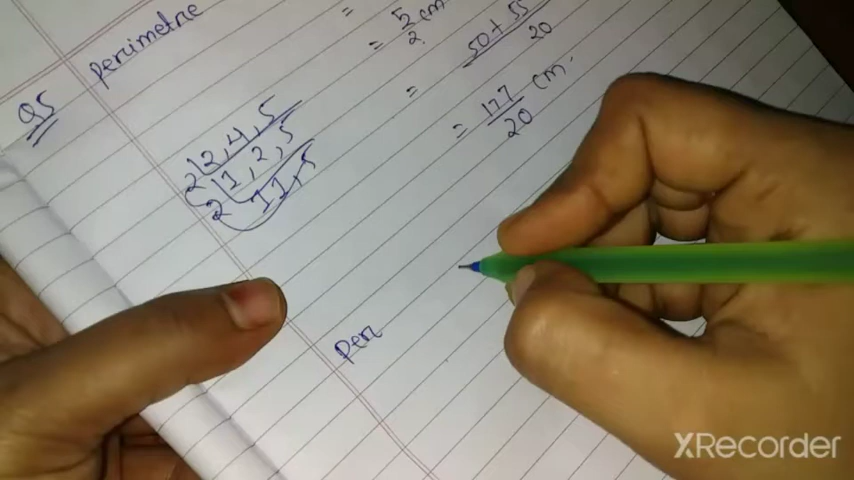 Q5 perimetre =
= 5/2 cm
= 50+55 / 20
= 177/20 cm.
2 | 2, 4, 5
2 | 1, 2, 5
1 1, 5
Peri
XRecorder